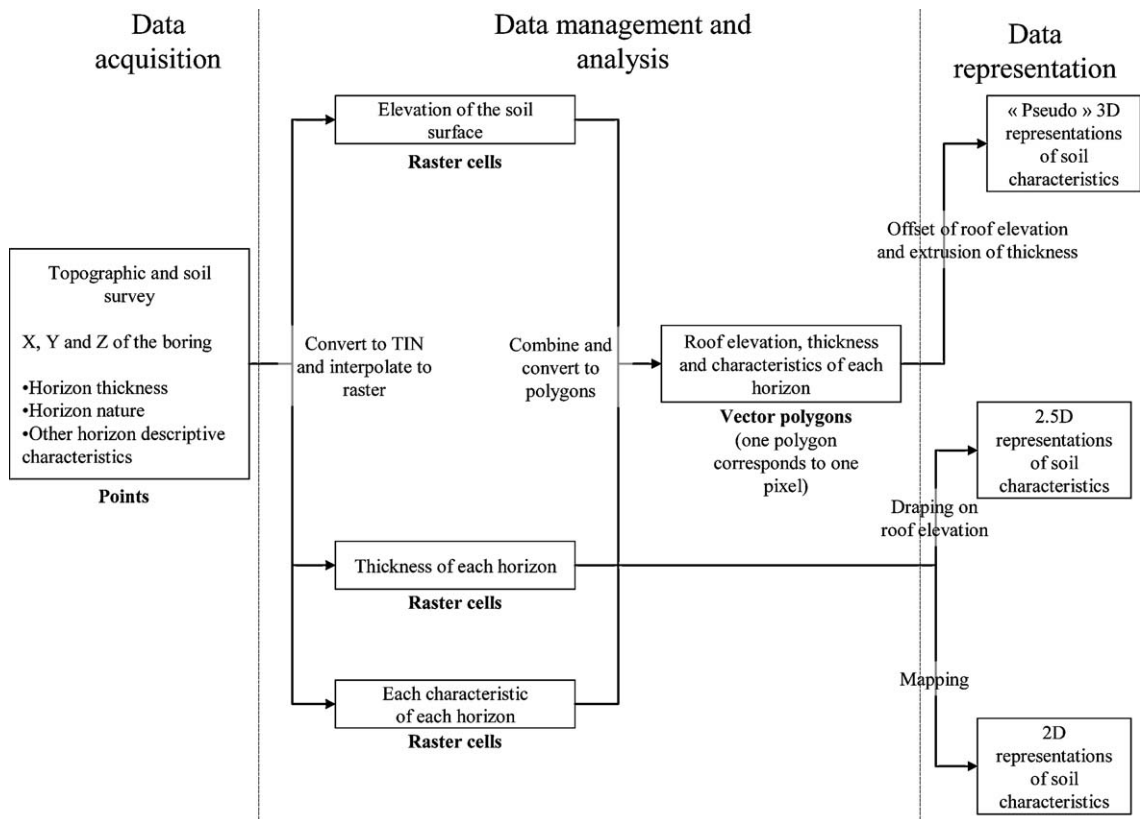 Data
acquisition
Data management and
analysis
Data
representation
Topographic and soil
survey
X, Y and Z of the boring
•Horizon thickness
•Horizon nature
•Other horizon descriptive
characteristics
Points
Convert to TIN
and interpolate to
raster
Elevation of the soil
surface
Raster cells
Thickness of each horizon
Raster cells
Each characteristic
of each horizon
Raster cells
Combine and
convert to
polygons
Roof elevation, thickness
and characteristics of each
horizon
Vector polygons
(one polygon
corresponds to one
pixel)
Offset of roof elevation
and extrusion of thickness
« Pseudo » 3D
representations
of soil
characteristics
Draping on
roof elevation
2.5D
representations
of soil
characteristics
Mapping
2D
representations
of soil
characteristics